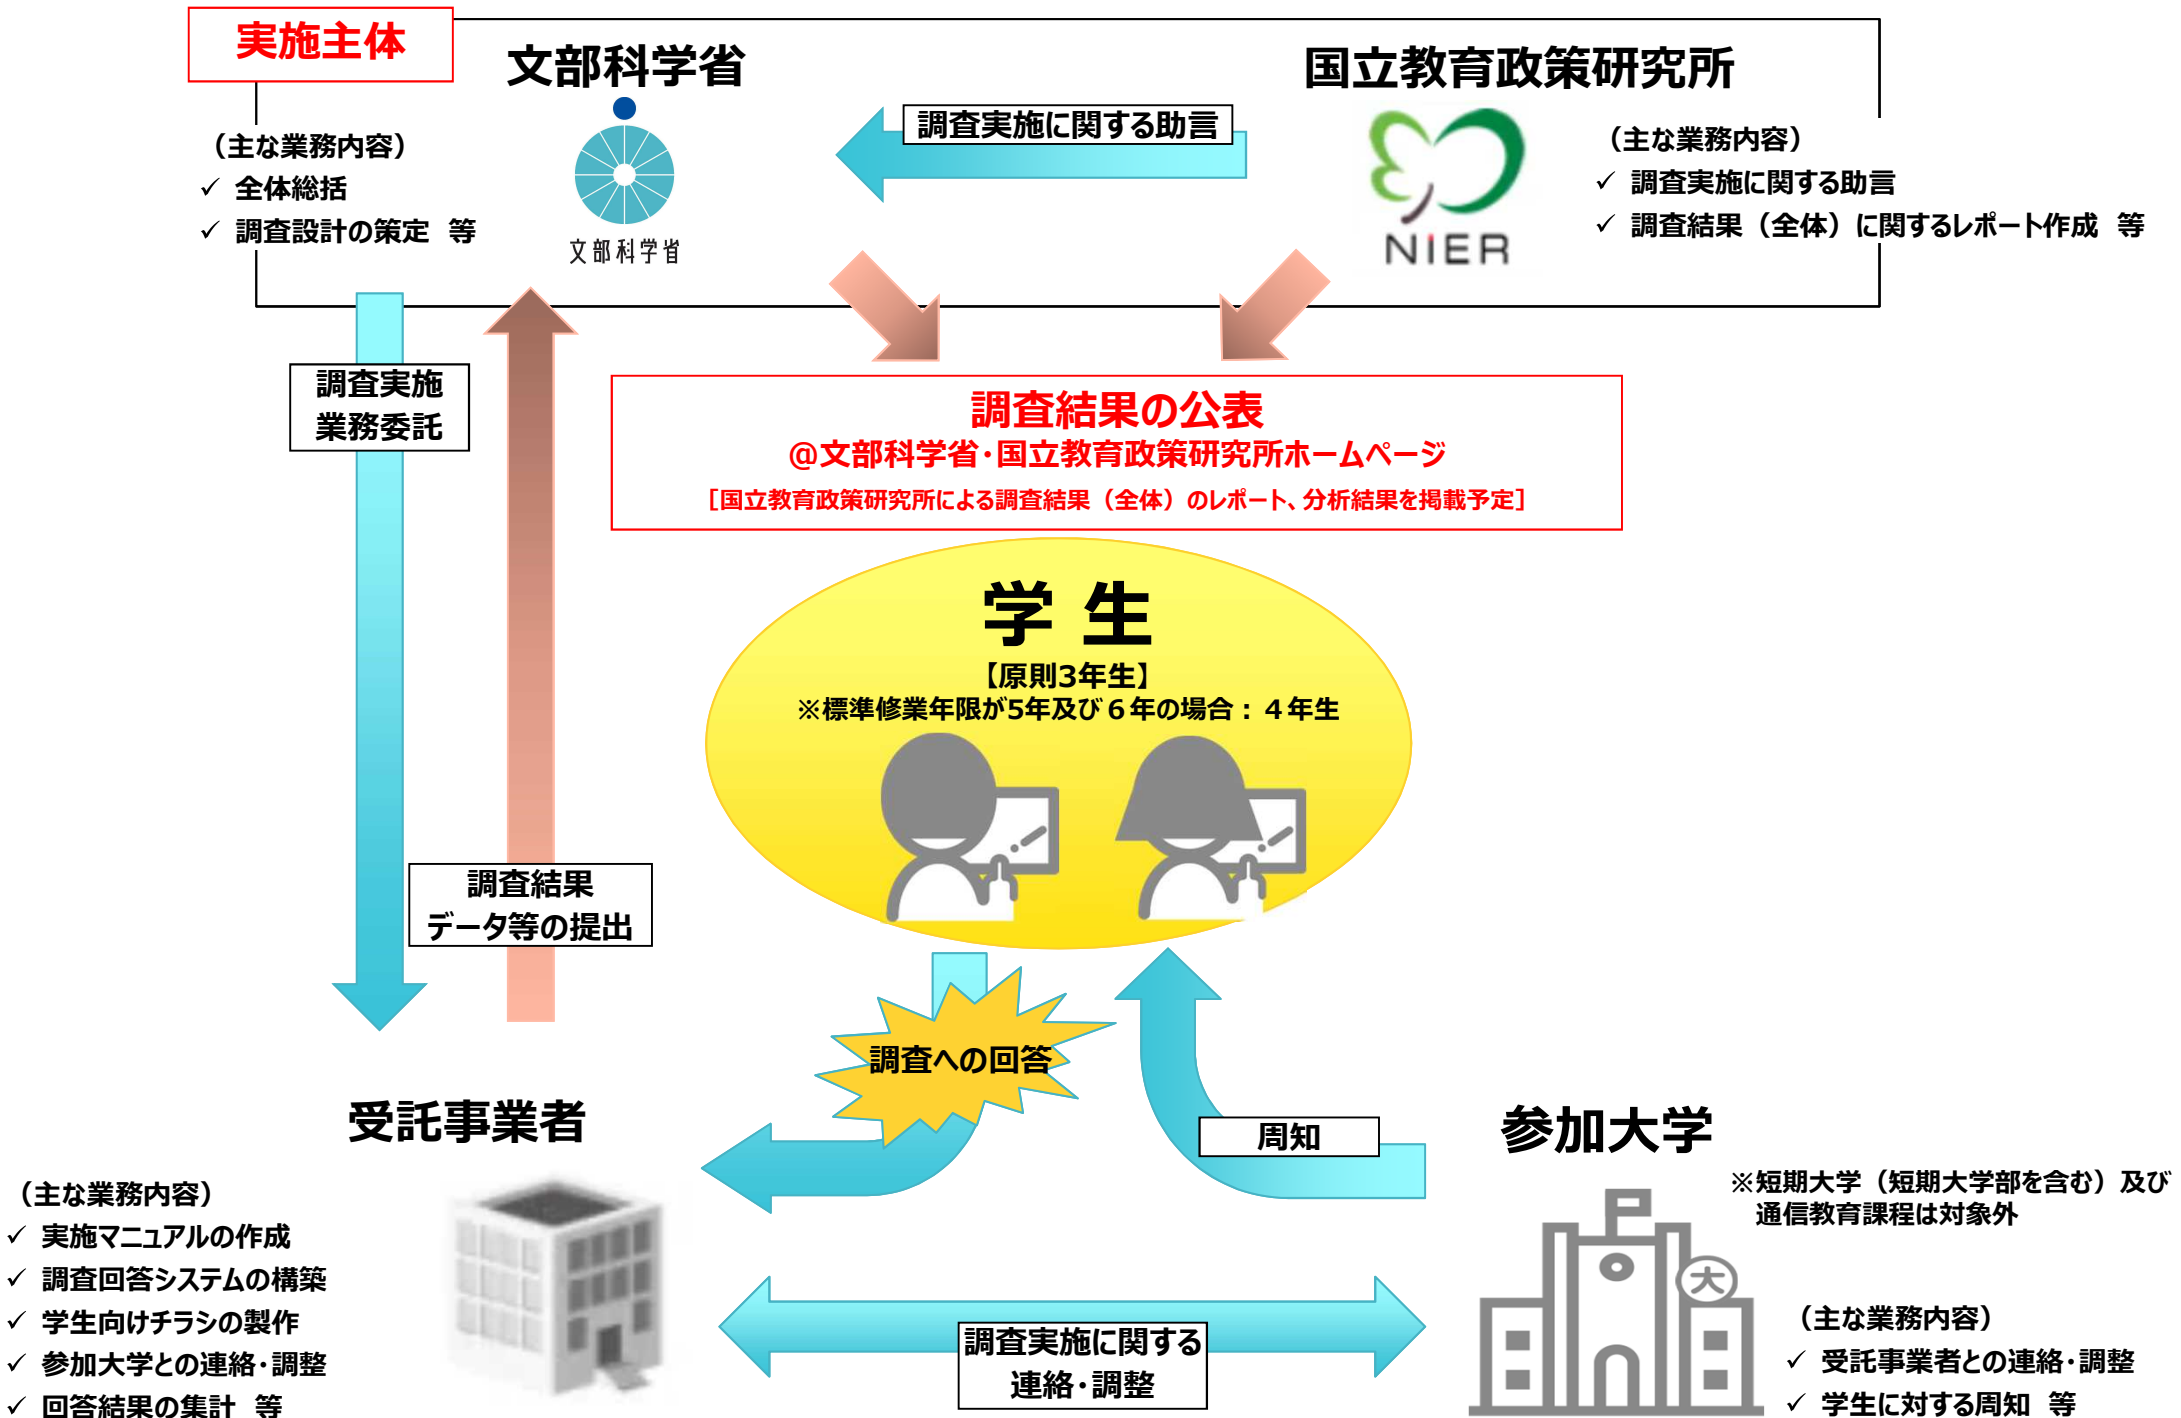 実施主体
文部科学省
国立教育政策研究所
(主な業務内容)
✓ 全体総括
✓ 調査設計の策定 等
文部科学省
調査実施に関する助言
NIER
(主な業務内容)
✓ 調査実施に関する助言
✓ 調査結果(全体)に関するレポート作成 等
調査実施
業務委託
調査結果の公表
@文部科学省・国立教育政策研究所ホームページ
[国立教育政策研究所による調査結果(全体)のレポート、分析結果を掲載予定]
学 生
【原則3年生】
※標準修業年限が5年及び6年の場合:4年生
調査結果
データ等の提出
調査への回答
周知
受託事業者
(主な業務内容)
✓ 実施マニュアルの作成
✓ 調査回答システムの構築
✓ 学生向けチラシの製作
✓ 参加大学との連絡・調整
✓ 回答結果の集計 等
調査実施に関する
連絡・調整
参加大学
※短期大学(短期大学部を含む)及び
通信教育課程は対象外
大
(主な業務内容)
✓ 受託事業者との連絡・調整
✓ 学生に対する周知 等